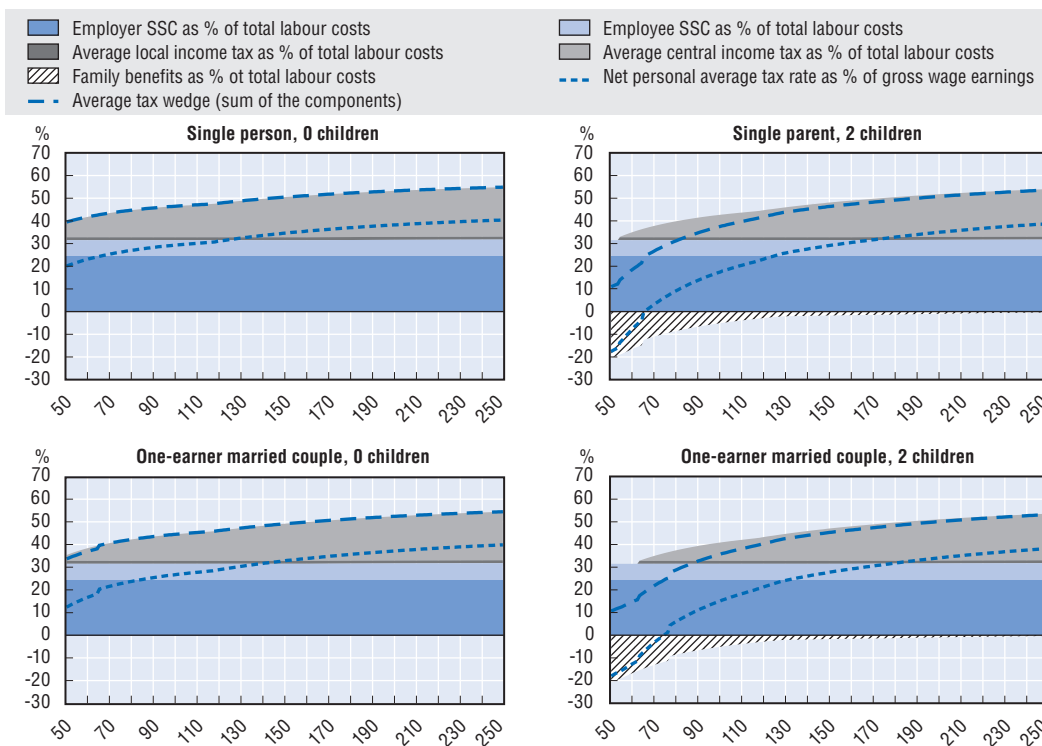 Employer SSC as % of total labour costs
Employee SSC as % of total labour costs
Average local income tax as % of total labour costs
Average central income tax as % of total labour costs
Family benefits as % ot total labour costs
Net personal average tax rate as % of gross wage earnings
Average tax wedge (sum of the components)
% Single person, 0 children
70
60
50
40
30
20
10
0
-10
-20
-30
50 70 90 110 130 150 170 190 210 230 250
% Single parent, 2 children
70
60
50
40
30
20
10
0
-10
-20
-30
50 70 90 110 130 150 170 190 210 230 250
% One-earner married couple, 0 children
70
60
50
40
30
20
10
0
-10
-20
-30
50 70 90 110 130 150 170 190 210 230 250
% One-earner married couple, 2 children
70
60
50
40
30
20
10
0
-10
-20
-30
50 70 90 110 130 150 170 190 210 230 250